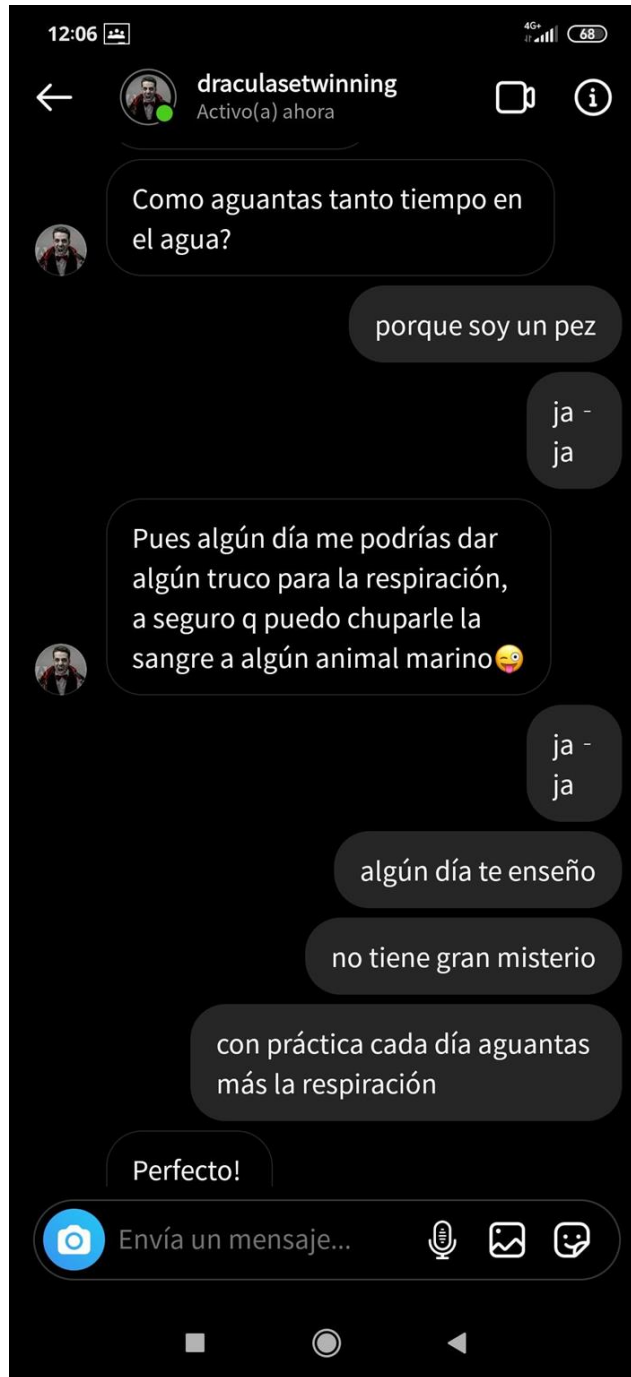 12:06
4G+
68
draculasetwinning
Activo(a) ahora
Como aguantas tanto tiempo en
el agua?
porque soy un pez
ja -
ja
Pues algún día me podrías dar
algún truco para la respiración,
a seguro q puedo chuparle la
sangre a algún animal marino😜
ja -
ja
algún día te enseño
no tiene gran misterio
con práctica cada día aguantas
más la respiración
Perfecto!
Envía un mensaje...